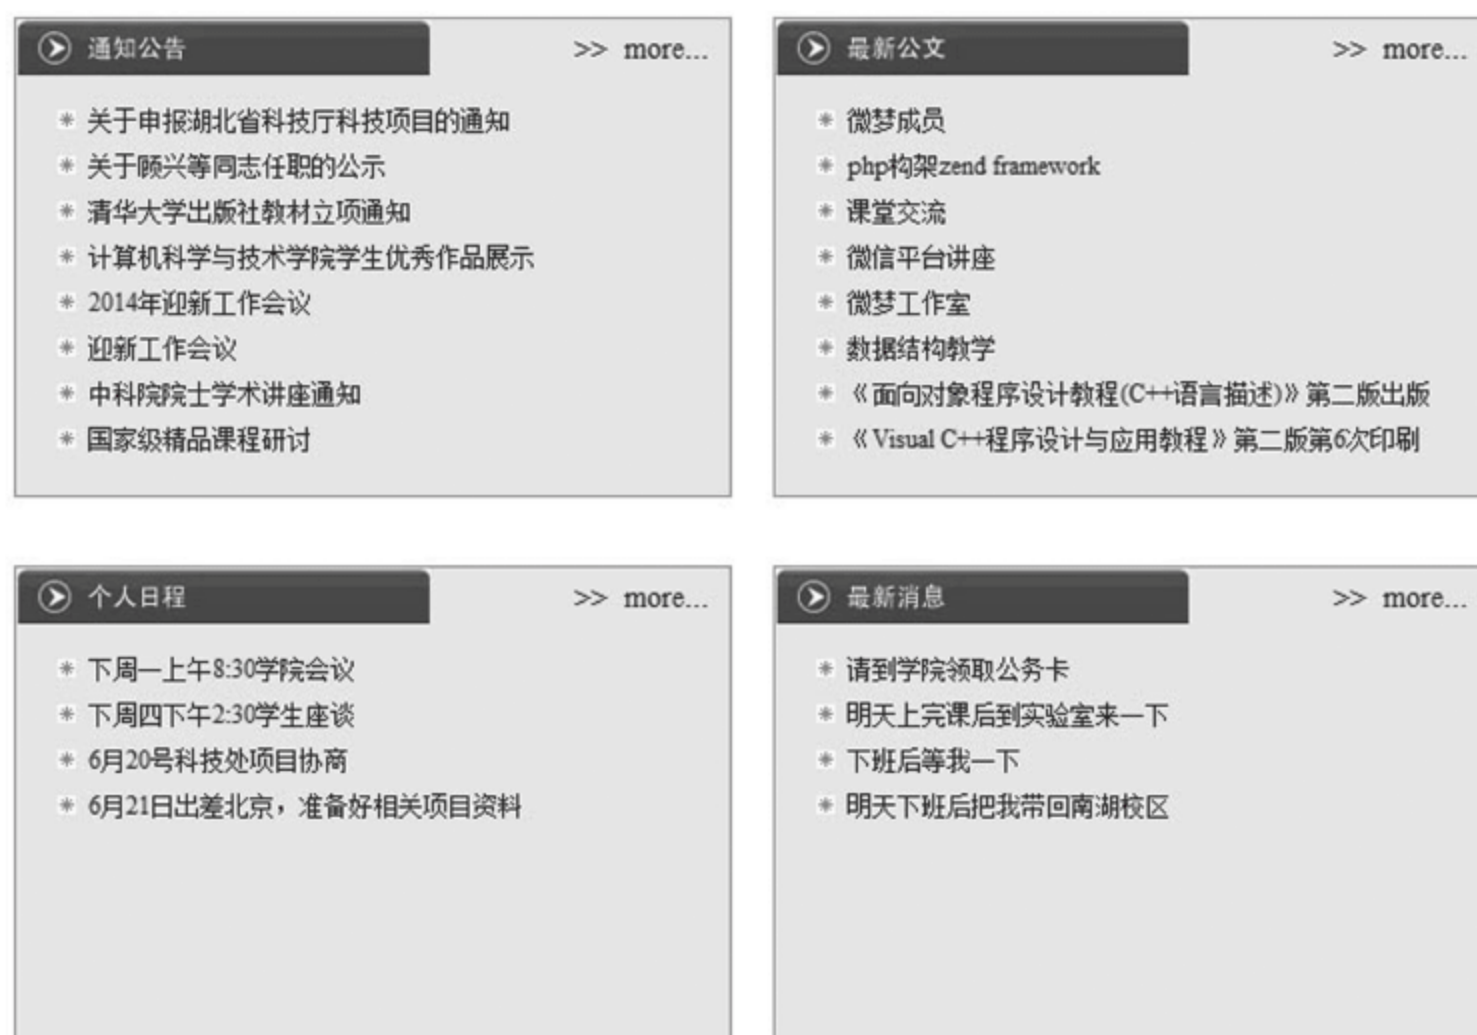 通知公告 >> more...
关于申报湖北省科技厅科技项目的通知
关于顾兴等同志任职的公示
清华大学出版社教材立项通知
计算机科学与技术学院学生优秀作品展示
2014年迎新工作会议
迎新工作会议
中科院院士学术讲座通知
国家级精品课程研讨
最新公文 >> more...
微梦成员
php构架zend framework
课堂交流
微信平台讲座
微梦工作室
数据结构教学
《面向对象程序设计教程(C++语言描述)》第二版出版
《Visual C++程序设计与应用教程》第二版第6次印刷
个人日程 >> more...
下周一上午8:30学院会议
下周四下午2:30学生座谈
6月20号科技处项目协商
6月21日出差北京，准备好相关项目资料
最新消息 >> more...
请到学院领取公务卡
明天上完课后到实验室来一下
下班后等我一下
明天下班后把我带回南湖校区